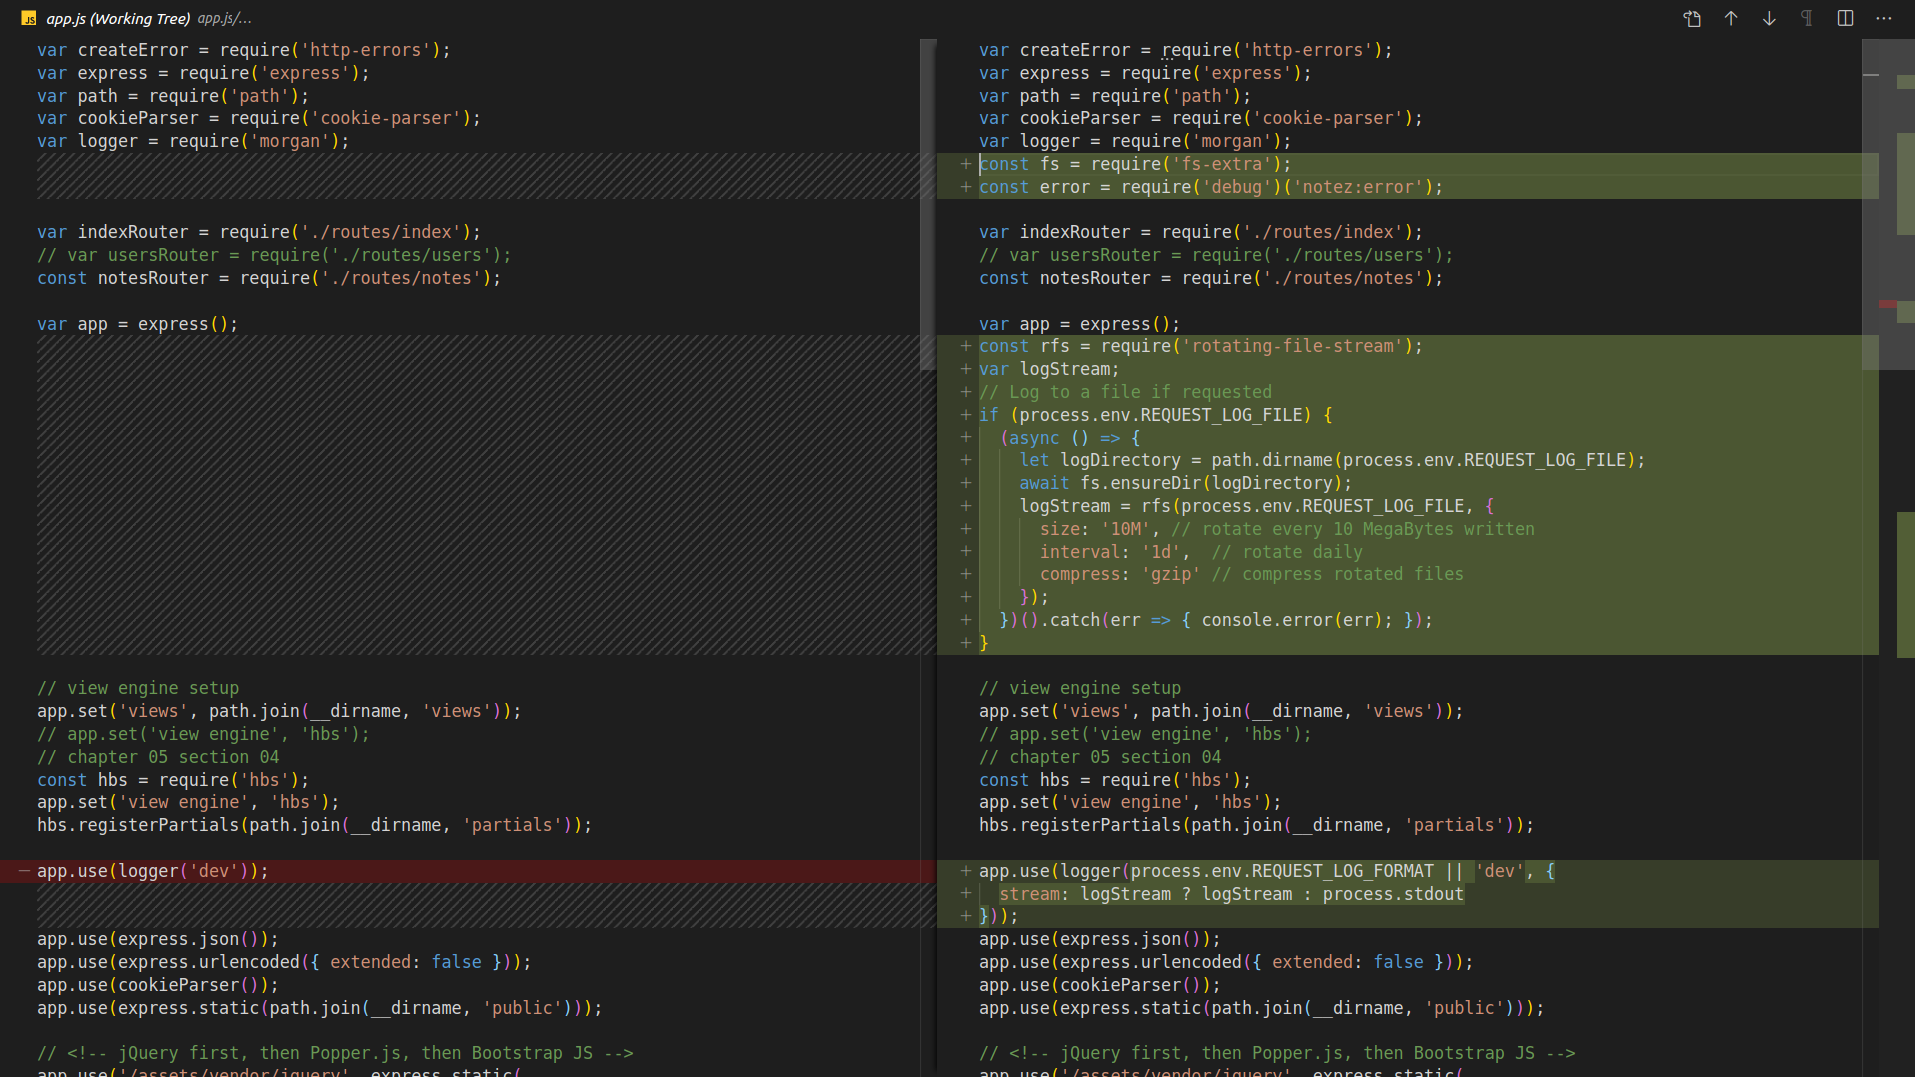 JS app.js (Working Tree) app.js/...
var createError = require('http-errors');
var express = require('express');
var path = require('path');
var cookieParser = require('cookie-parser');
var logger = require('morgan');

var indexRouter = require('./routes/index');
// var usersRouter = require('./routes/users');
const notesRouter = require('./routes/notes');

var app = express();

// view engine setup
app.set('views', path.join(__dirname, 'views'));
// app.set('view engine', 'hbs');
// chapter 05 section 04
const hbs = require('hbs');
app.set('view engine', 'hbs');
hbs.registerPartials(path.join(__dirname, 'partials'));

− app.use(logger('dev'));
app.use(express.json());
app.use(express.urlencoded({ extended: false }));
app.use(cookieParser());
app.use(express.static(path.join(__dirname, 'public')));

// <!-- jQuery first, then Popper.js, then Bootstrap JS -->
app.use('/assets/vendor/jquery', express.static(
var createError = require('http-errors');
var express = require('express');
var path = require('path');
var cookieParser = require('cookie-parser');
var logger = require('morgan');
+ const fs = require('fs-extra');
+ const error = require('debug')('notez:error');

var indexRouter = require('./routes/index');
// var usersRouter = require('./routes/users');
const notesRouter = require('./routes/notes');

var app = express();
+ const rfs = require('rotating-file-stream');
+ var logStream;
+ // Log to a file if requested
+ if (process.env.REQUEST_LOG_FILE) {
+   (async () => {
+     let logDirectory = path.dirname(process.env.REQUEST_LOG_FILE);
+     await fs.ensureDir(logDirectory);
+     logStream = rfs(process.env.REQUEST_LOG_FILE, {
+       size: '10M', // rotate every 10 MegaBytes written
+       interval: '1d',  // rotate daily
+       compress: 'gzip' // compress rotated files
+     });
+   })().catch(err => { console.error(err); });
+ }

// view engine setup
app.set('views', path.join(__dirname, 'views'));
// app.set('view engine', 'hbs');
// chapter 05 section 04
const hbs = require('hbs');
app.set('view engine', 'hbs');
hbs.registerPartials(path.join(__dirname, 'partials'));

+ app.use(logger(process.env.REQUEST_LOG_FORMAT || 'dev', {
+   stream: logStream ? logStream : process.stdout
+ }));
app.use(express.json());
app.use(express.urlencoded({ extended: false }));
app.use(cookieParser());
app.use(express.static(path.join(__dirname, 'public')));

// <!-- jQuery first, then Popper.js, then Bootstrap JS -->
app.use('/assets/vendor/jquery', express.static(